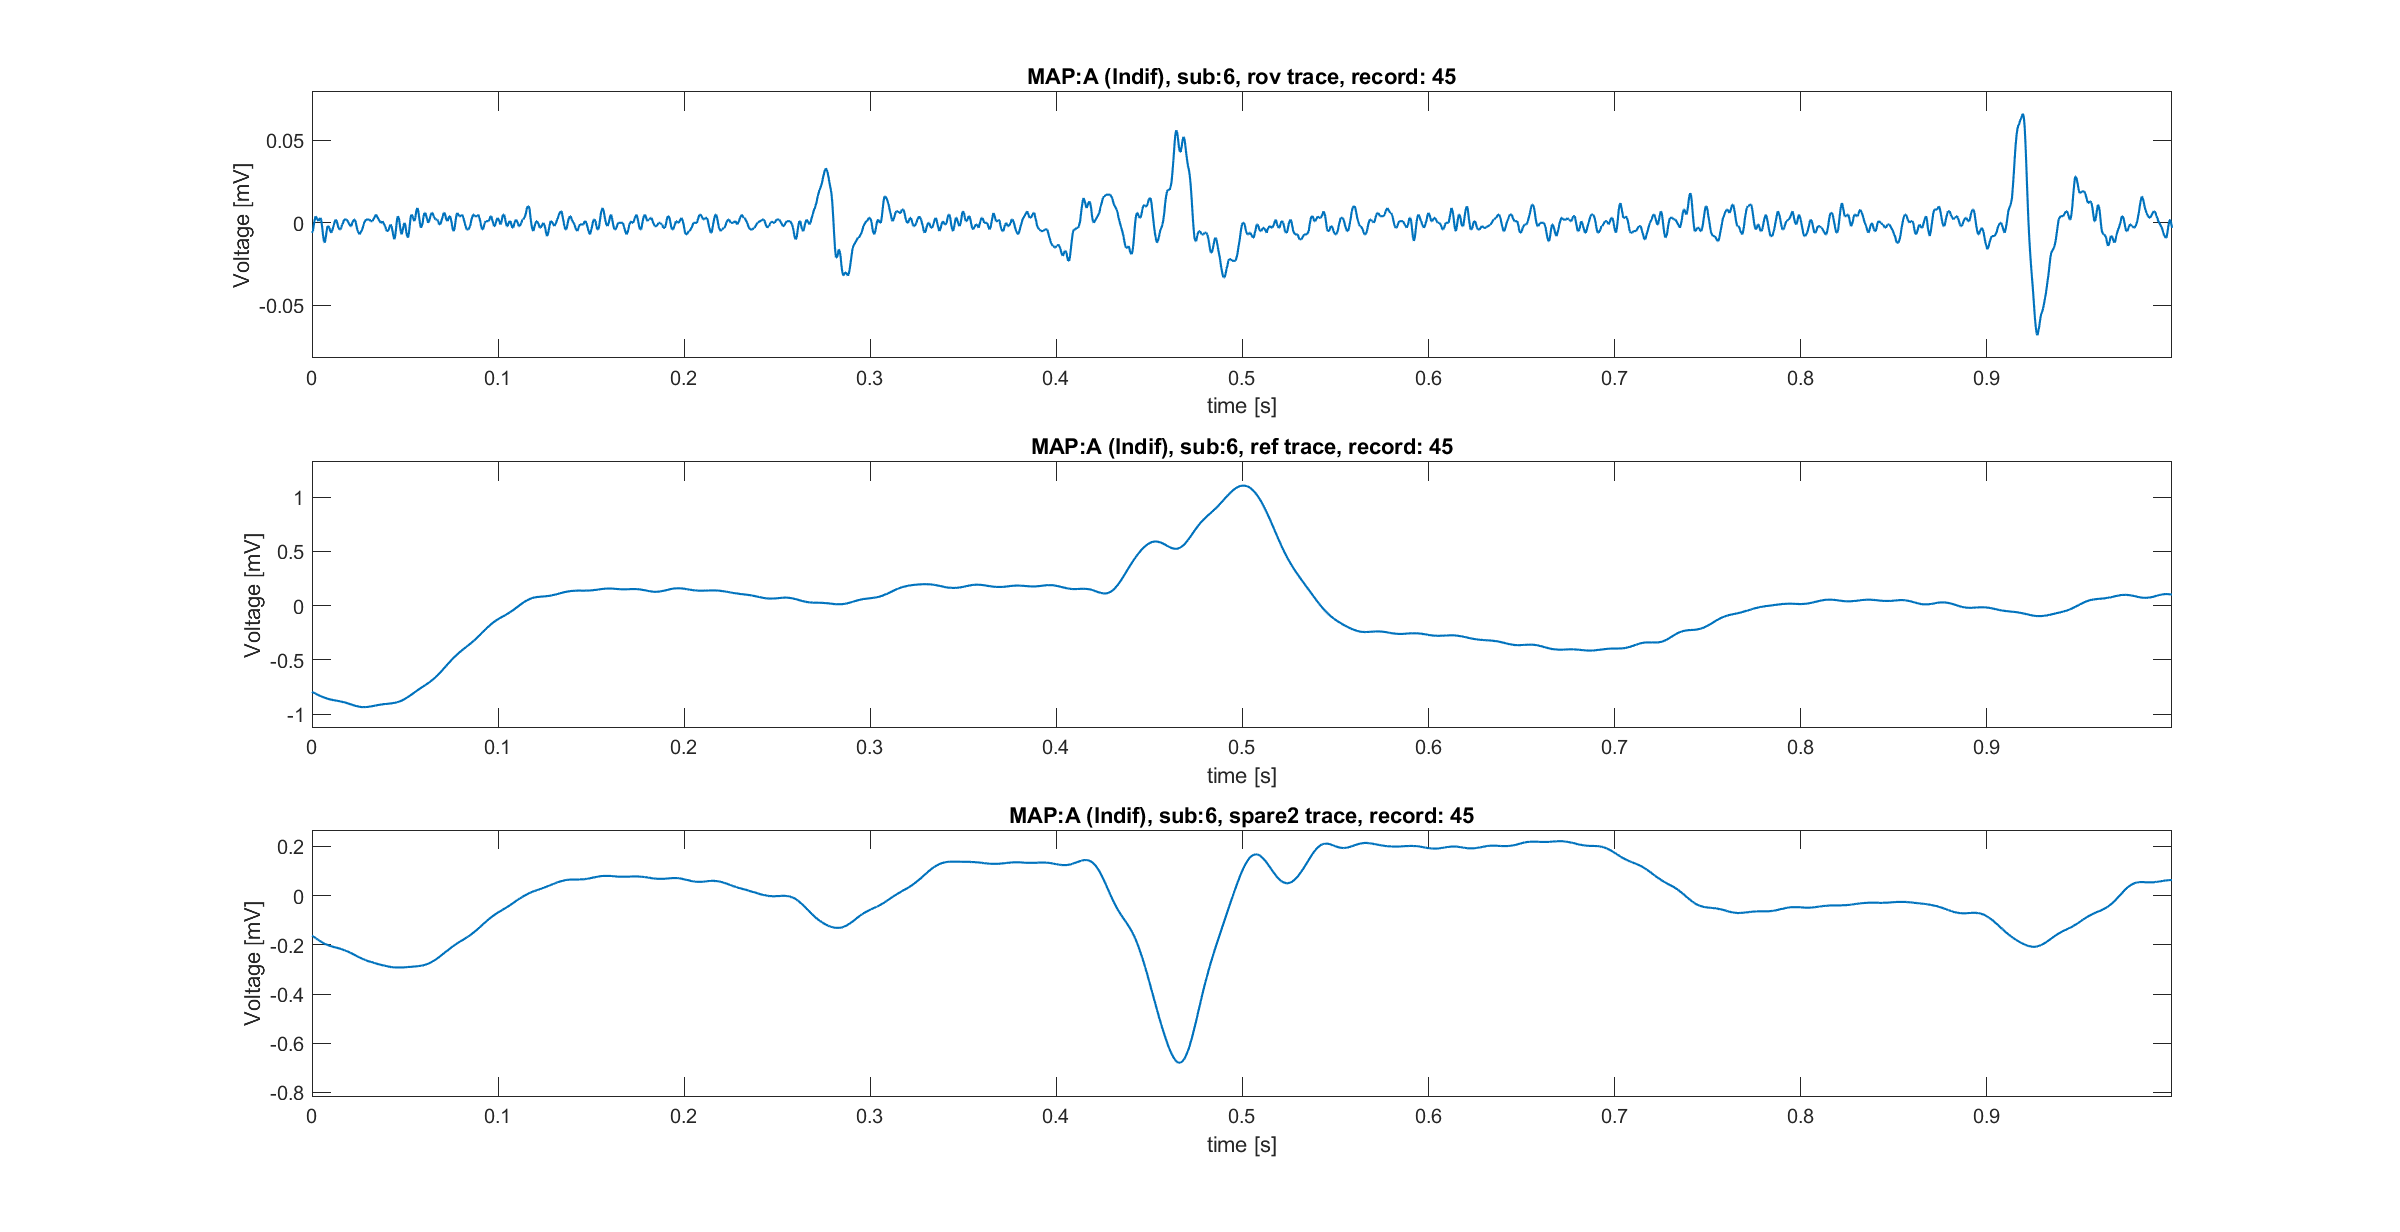 MAP:A (Indif), sub:6, rov trace, record: 45
Voltage [mV]
0.05
0
-0.05
0 0.1 0.2 0.3 0.4 0.5 0.6 0.7 0.8 0.9
time [s]
MAP:A (Indif), sub:6, ref trace, record: 45
Voltage [mV]
1
0.5
0
-0.5
-1
0 0.1 0.2 0.3 0.4 0.5 0.6 0.7 0.8 0.9
time [s]
MAP:A (Indif), sub:6, spare2 trace, record: 45
Voltage [mV]
0.2
0
-0.2
-0.4
-0.6
-0.8
0 0.1 0.2 0.3 0.4 0.5 0.6 0.7 0.8 0.9
time [s]